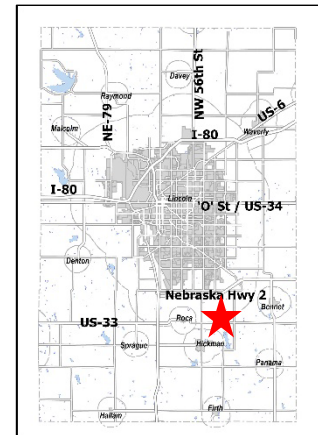 Davey
NW 56th St
US-6
Raymond
NE-79
Malcolm
I-80
Waverly
I-80
Lincoln
'O' St / US-34
Denton
Nebraska Hwy 2
Bennet
US-33
Roca
Sprague
Hickman
Panama
Hallam
Firth